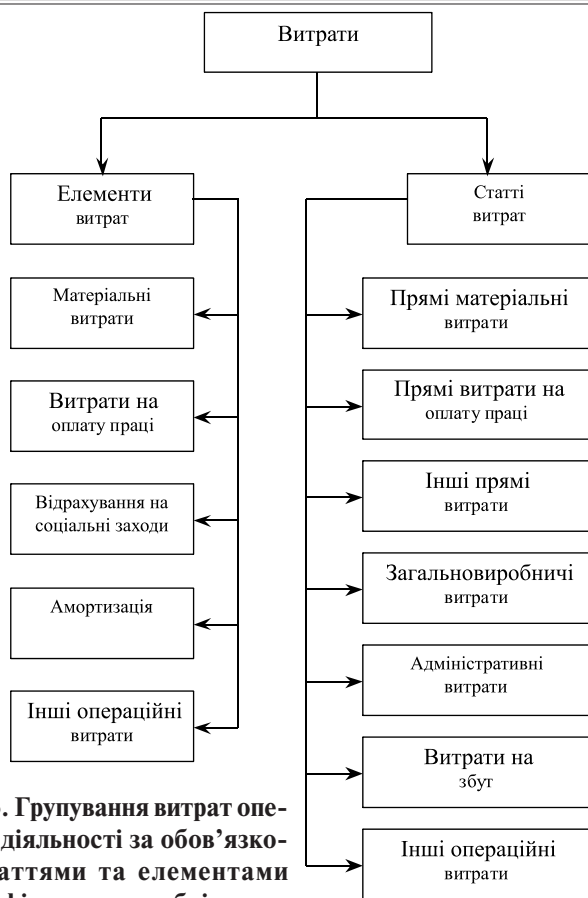 Витрати
Елементи
витрат
Матеріальні
витрати
Витрати на
оплату праці
Відрахування на
соціальні заходи
Амортизація
Інші операційні
витрати
Статті
витрат
Прямі матеріальні
витрати
Прямі витрати на
оплату праці
Інші прямі
витрати
Загальновиробничі
витрати
Адміністративні
витрати
Витрати на
збут
Інші операційні
витрати
. Групування витрат опе-
діяльності за обов’язко-
аттями та елементами